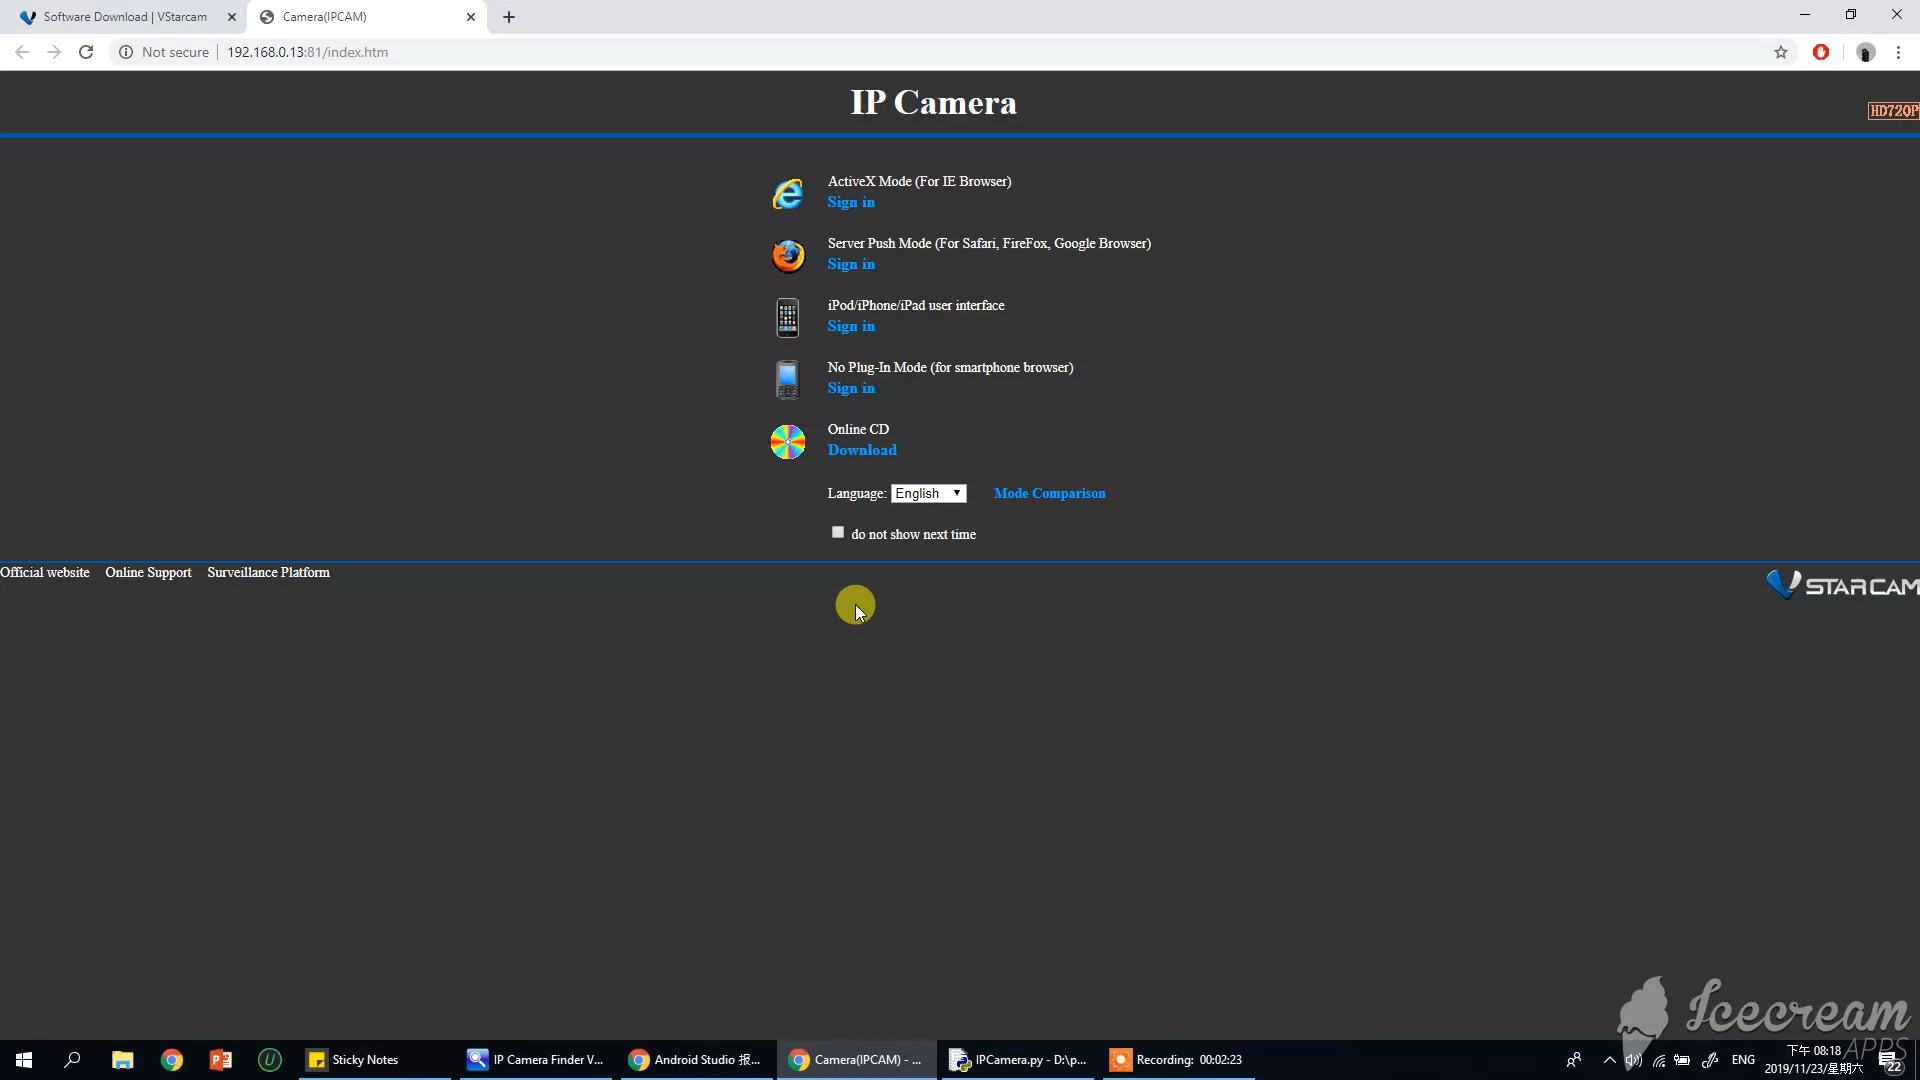 Software Download | VStarcam
Camera(IPCAM)
Not secure
192.168.0.13:81/index.htm
IP Camera
HD720P
ActiveX Mode (For IE Browser)
Sign in
Server Push Mode (For Safari, FireFox, Google Browser)
Sign in
iPod/iPhone/iPad user interface
Sign in
No Plug-In Mode (for smartphone browser)
Sign in
Online CD
Download
Language: English Mode Comparison
do not show next time
Official website Online Support Surveillance Platform
STARCAM
Icecream
APPS
Sticky Notes
IP Camera Finder V...
Android Studio 报...
Camera(IPCAM) - ...
IPCamera.py - D:\p...
Recording: 00:02:23
ENG
下午 08:18
2019/11/23/星期六
22